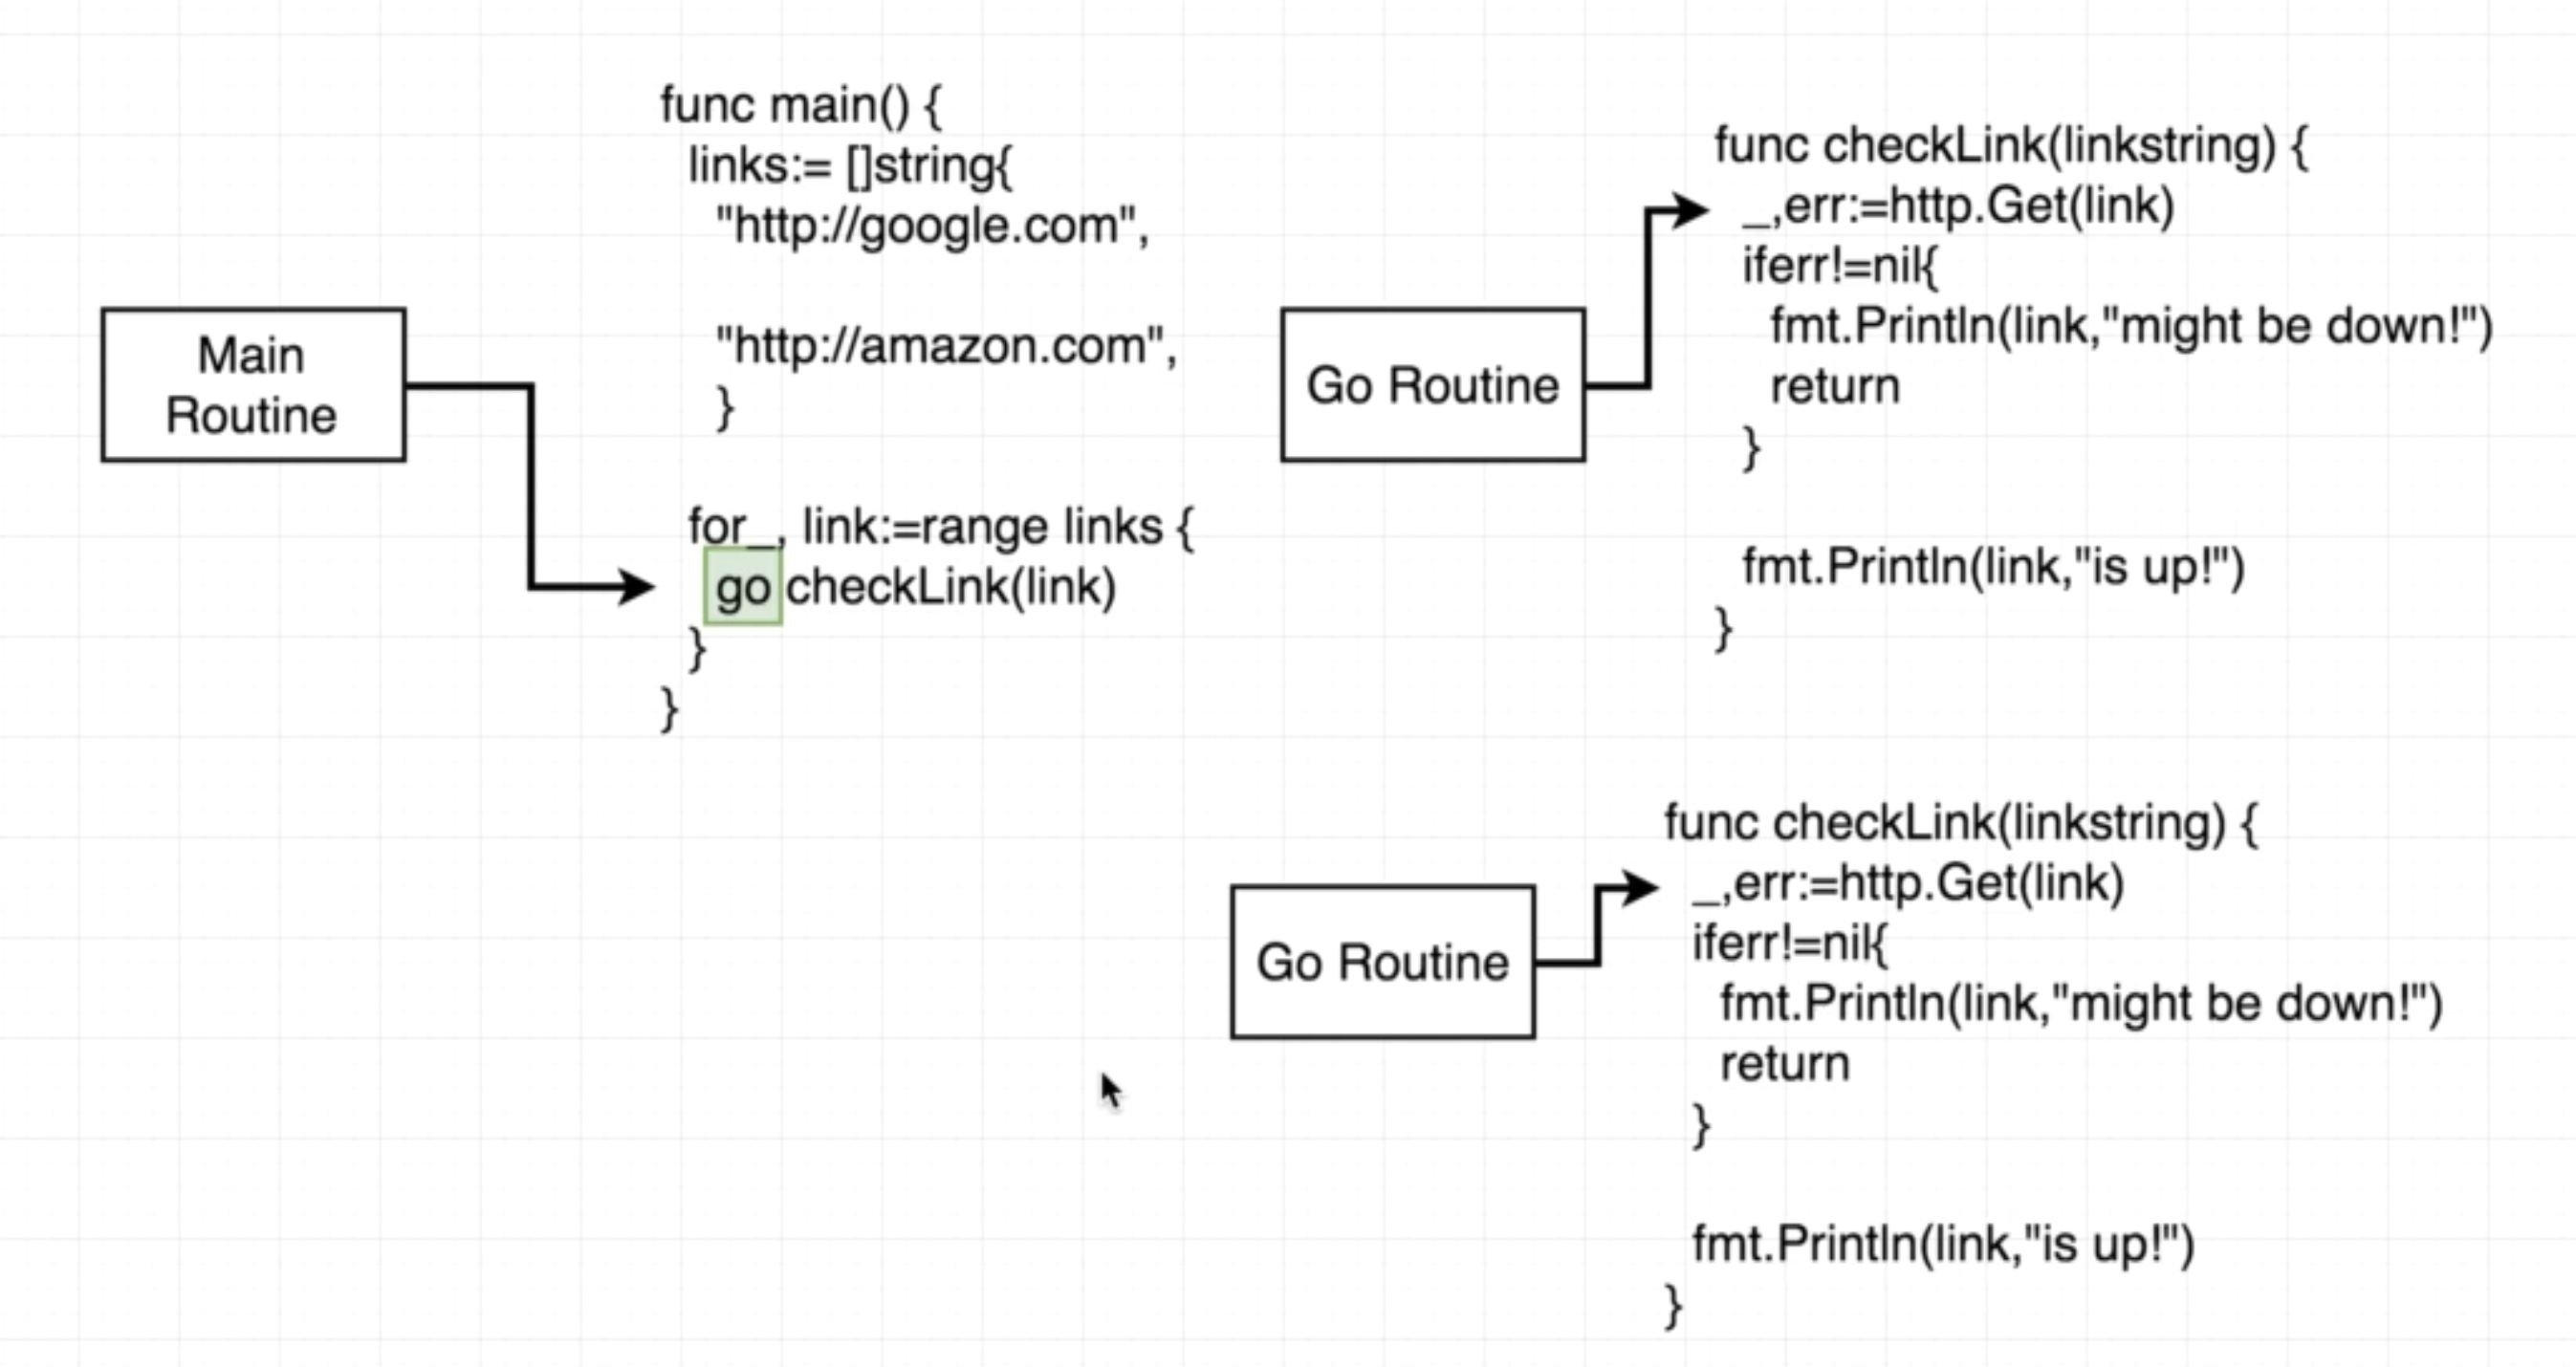 Main
Routine
func main() {
links:= []string{
"http://google.com",
"http://amazon.com",
}
for_, link:=range links {
go checkLink(link)
}
}
Go Routine
func checkLink(linkstring) {
_,err:=http.Get(link)
iferr!=nil{
fmt.Println(link,"might be down!")
return
}
fmt.Println(link,"is up!")
}
Go Routine
func checkLink(linkstring) {
_,err:=http.Get(link)
iferr!=nil{
fmt.Println(link,"might be down!")
return
}
fmt.Println(link,"is up!")
}